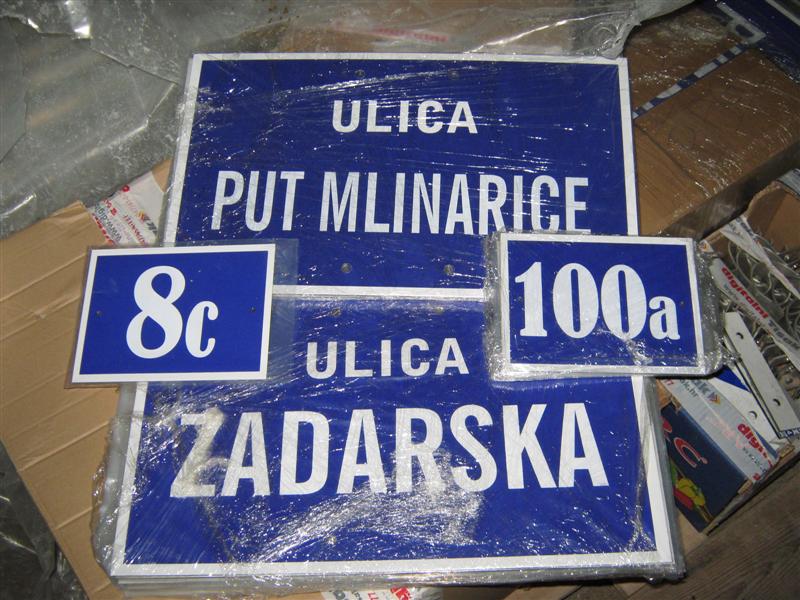 ULICA
PUT MLINARICE
8c
100a
ULICA
ZADARSKA